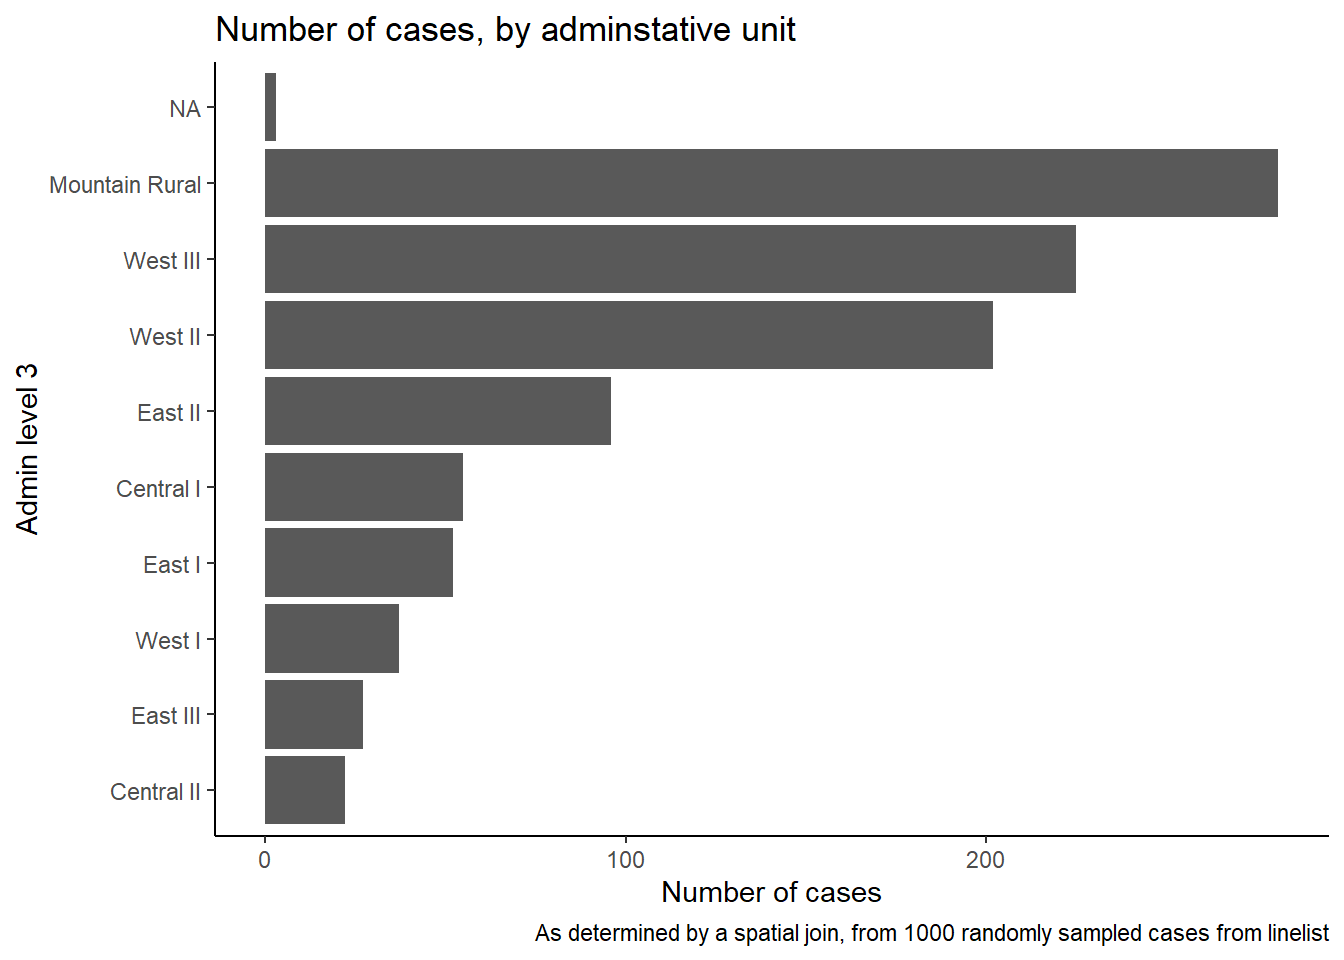 Number of cases, by adminstative unit
NA
Mountain Rural
West III
West II
East II
Central I
East I
West I
East III
Central II
Admin level 3
0 100 200
Number of cases
As determined by a spatial join, from 1000 randomly sampled cases from linelist